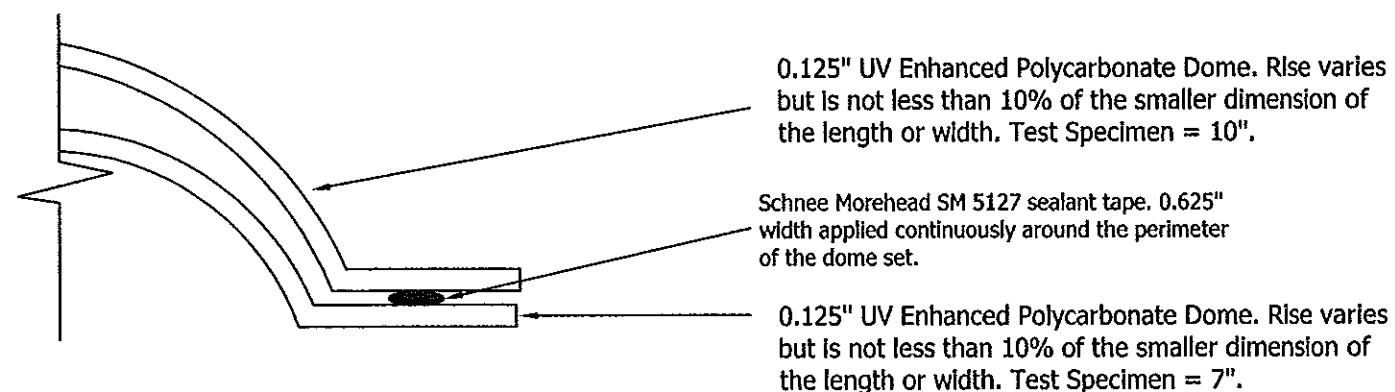 0.125" UV Enhanced Polycarbonate Dome. Rise varies
but is not less than 10% of the smaller dimension of
the length or width. Test Specimen = 10".
Schnee Morehead SM 5127 sealant tape. 0.625"
width applied continuously around the perimeter
of the dome set.
0.125" UV Enhanced Polycarbonate Dome. Rise varies
but is not less than 10% of the smaller dimension of
the length or width. Test Specimen = 7".